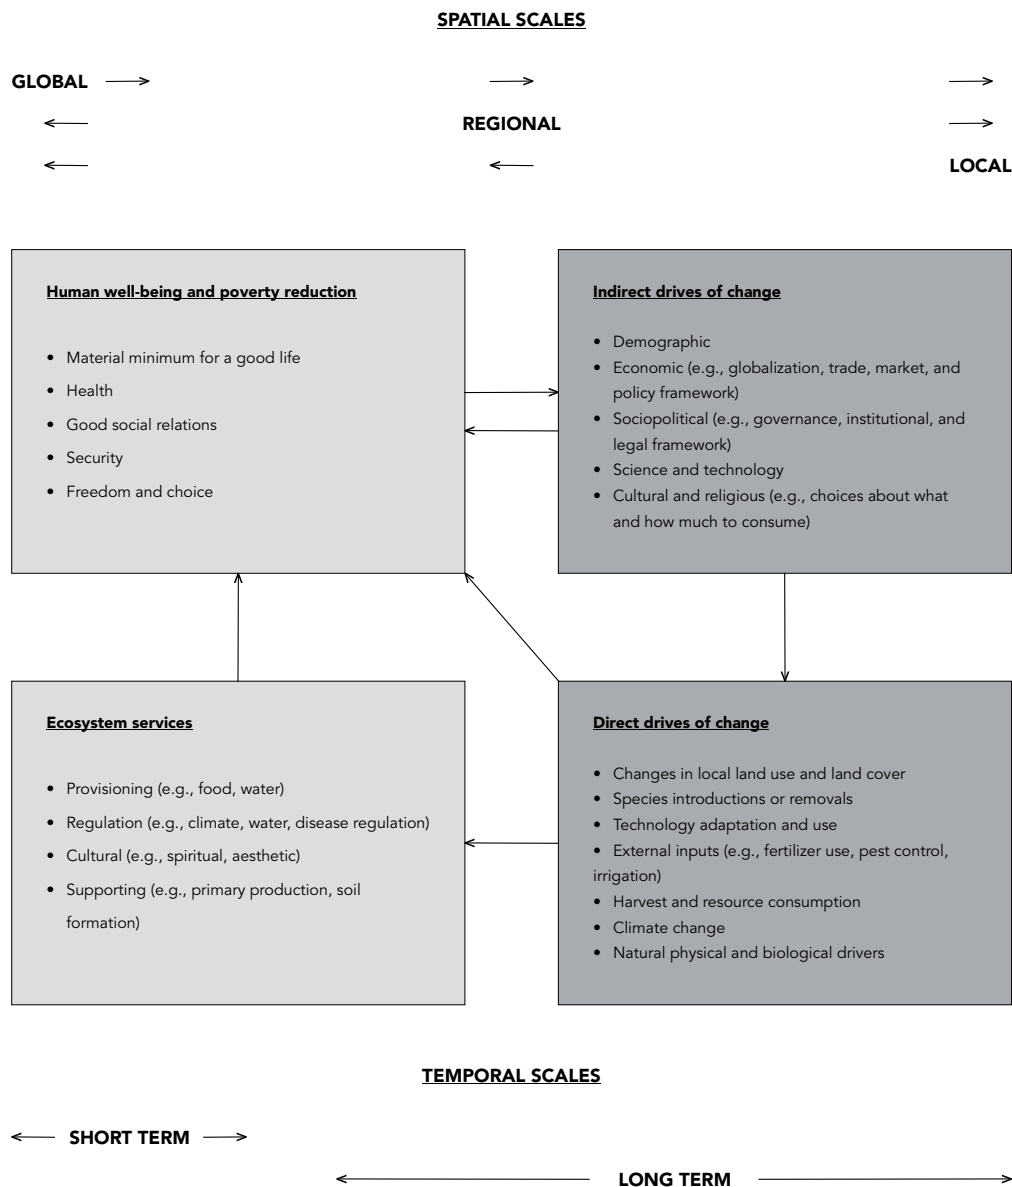 SPATIAL SCALES
GLOBAL
REGIONAL
LOCAL
Human well-being and poverty reduction
• Material minimum for a good life
• Health
• Good social relations
• Security
• Freedom and choice
Indirect drives of change
• Demographic
• Economic (e.g., globalization, trade, market, and
policy framework)
• Sociopolitical (e.g., governance, institutional, and
legal framework)
• Science and technology
• Cultural and religious (e.g., choices about what
and how much to consume)
Ecosystem services
• Provisioning (e.g., food, water)
• Regulation (e.g., climate, water, disease regulation)
• Cultural (e.g., spiritual, aesthetic)
• Supporting (e.g., primary production, soil
formation)
Direct drives of change
• Changes in local land use and land cover
• Species introductions or removals
• Technology adaptation and use
• External inputs (e.g., fertilizer use, pest control,
irrigation)
• Harvest and resource consumption
• Climate change
• Natural physical and biological drivers
TEMPORAL SCALES
SHORT TERM
LONG TERM